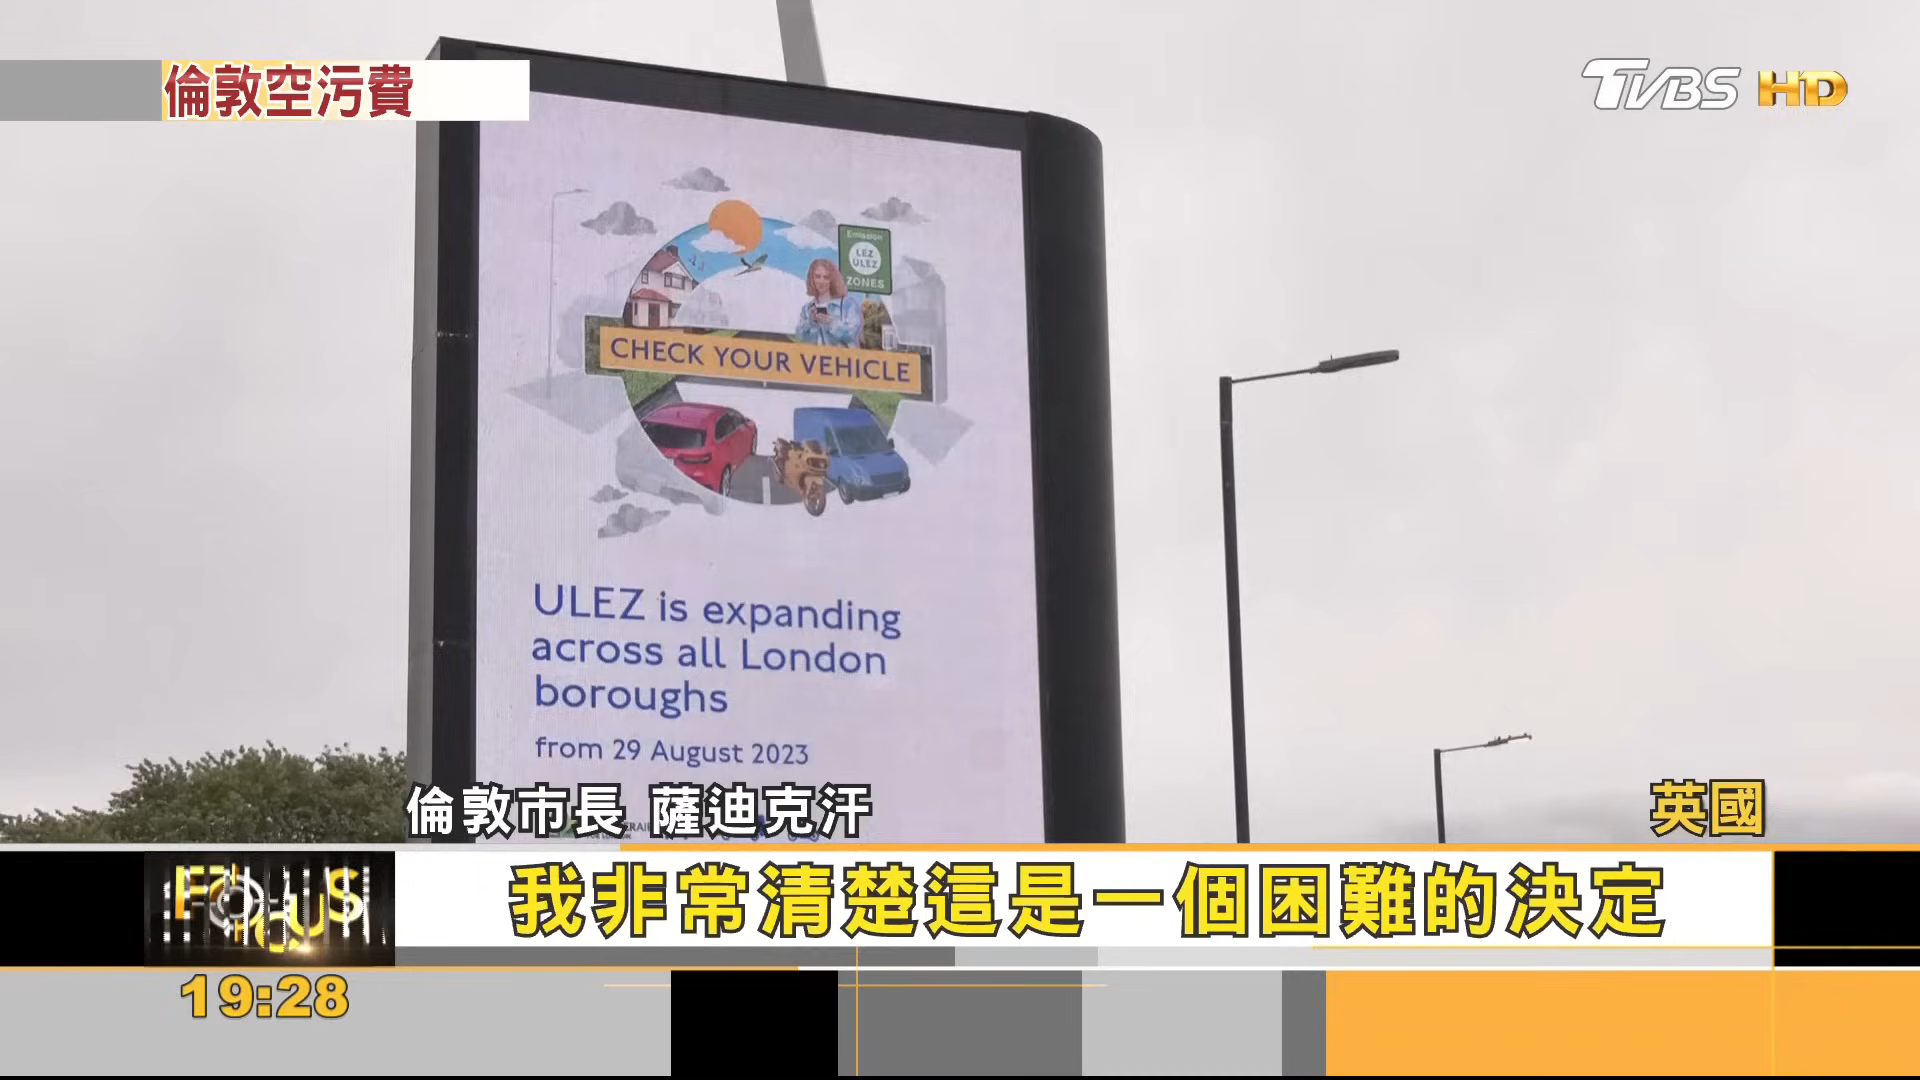 倫敦空污費
TVBS HD
Emission
LEZ
ULEZ
ZONES
CHECK YOUR VEHICLE
ULEZ is expanding
across all London
boroughs
from 29 August 2023
倫敦市長 薩迪克汗
英國
FOCUS
我非常清楚這是一個困難的決定
19:28